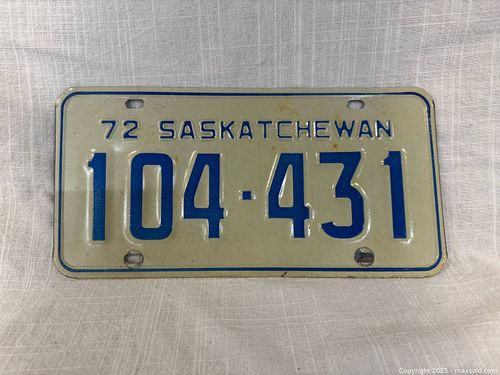 72 SASKATCHEWAN
104·431
Copyright 2025 - maxsold.com